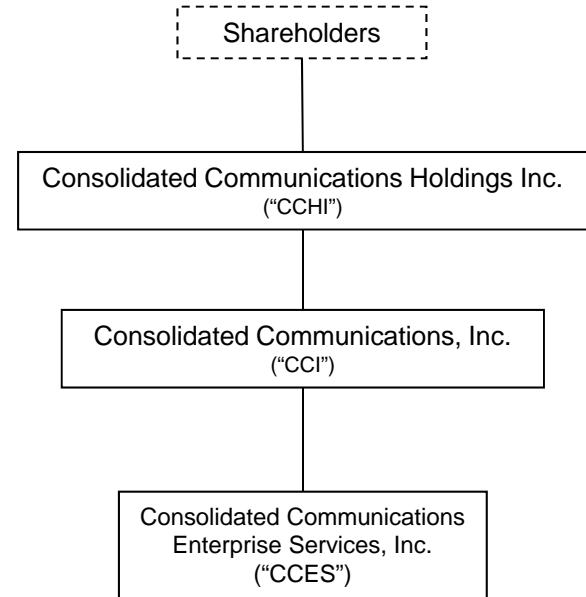 Shareholders
Consolidated Communications Holdings Inc.
(“CCHI”)
Consolidated Communications, Inc.
(“CCI”)
Consolidated Communications
Enterprise Services, Inc.
(“CCES”)